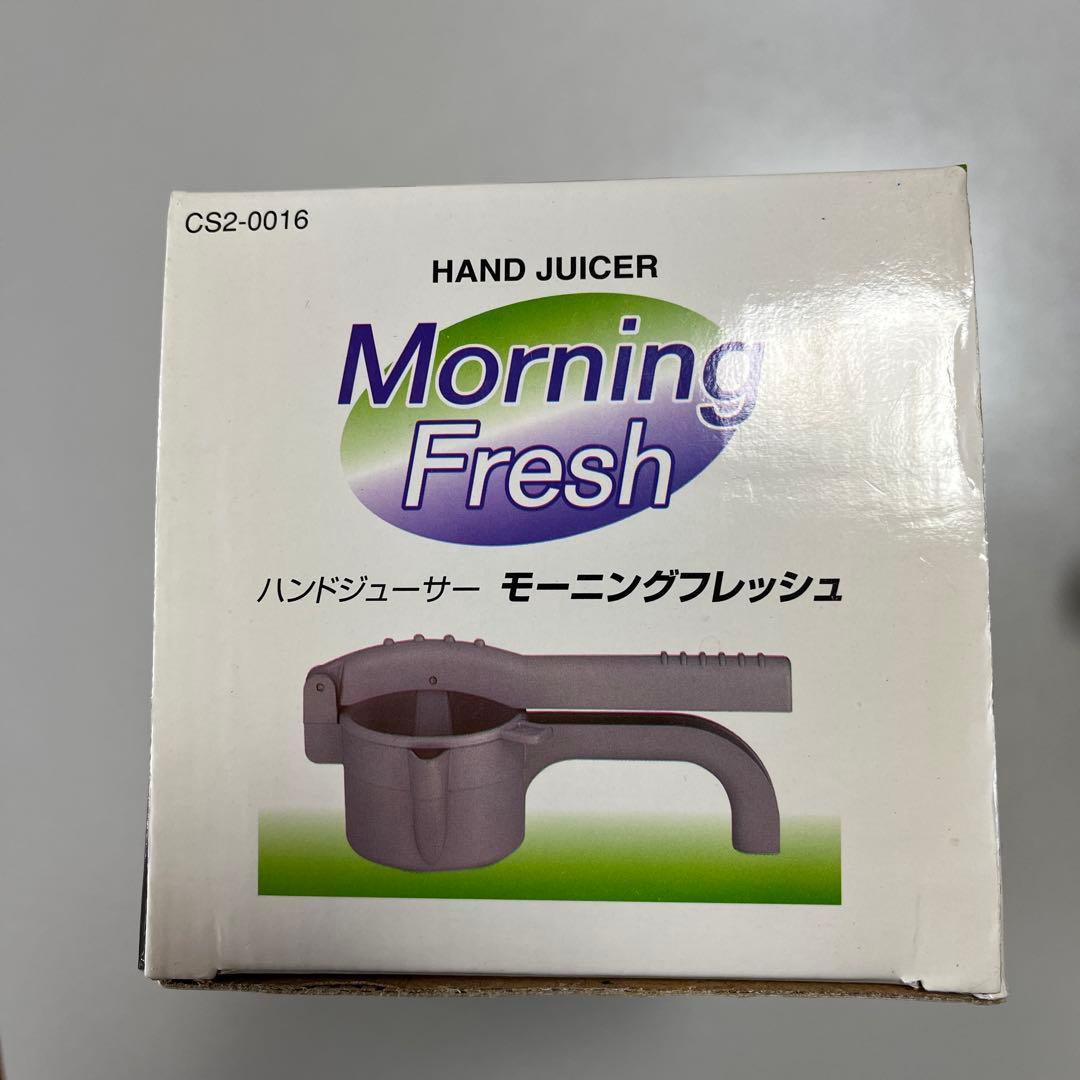 CS2-0016
HAND JUICER
Morning
Fresh
ハンドジューサー モーニングフレッシュ